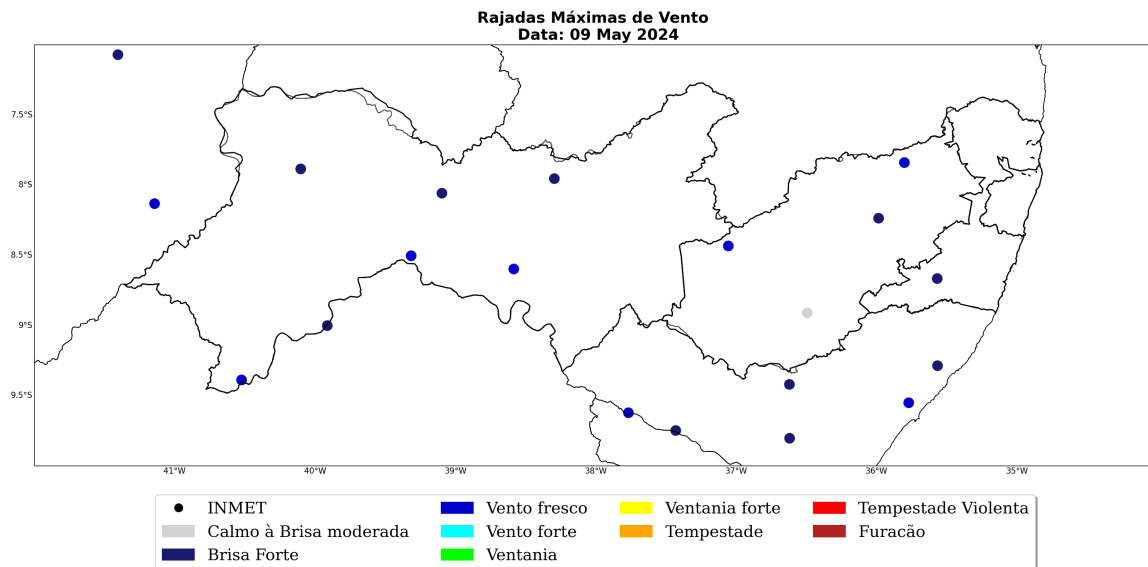 Rajadas Máximas de Vento
Data: 09 May 2024
7.5°S
8°S
8.5°S
9°S
9.5°S
41°W 40°W 39°W 38°W 37°W 36°W 35°W
INMET Vento fresco Ventania forte Tempestade Violenta
Calmo à Brisa moderada Vento forte Tempestade Furacão
Brisa Forte Ventania